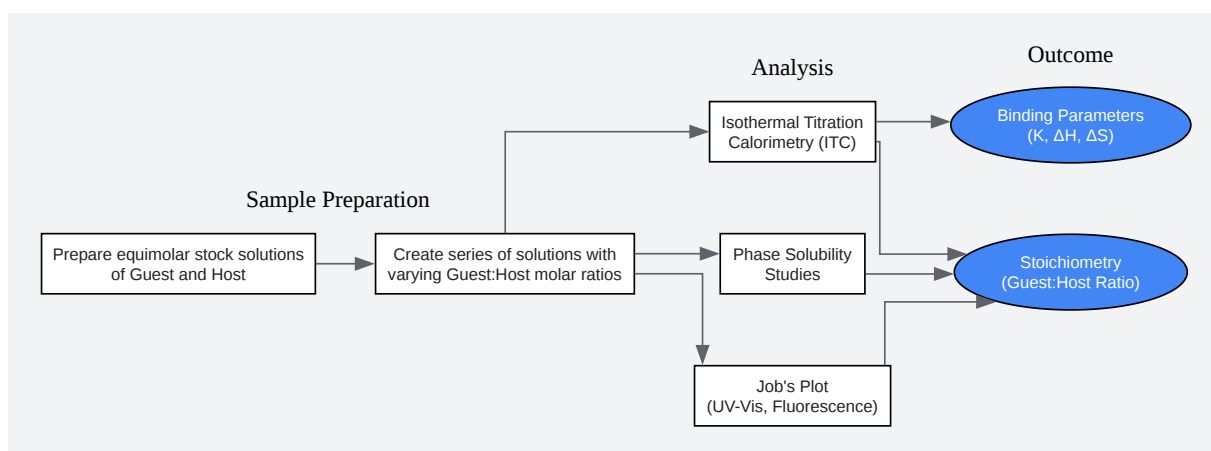 Outcome
Analysis
Isothermal Titration
Calorimetry (ITC)
Binding Parameters
(K, ΔH, ΔS)
Sample Preparation
Prepare equimolar stock solutions
of Guest and Host
Create series of solutions with
varying Guest:Host molar ratios
Phase Solubility
Studies
Stoichiometry
(Guest:Host Ratio)
Job's Plot
(UV-Vis, Fluorescence)